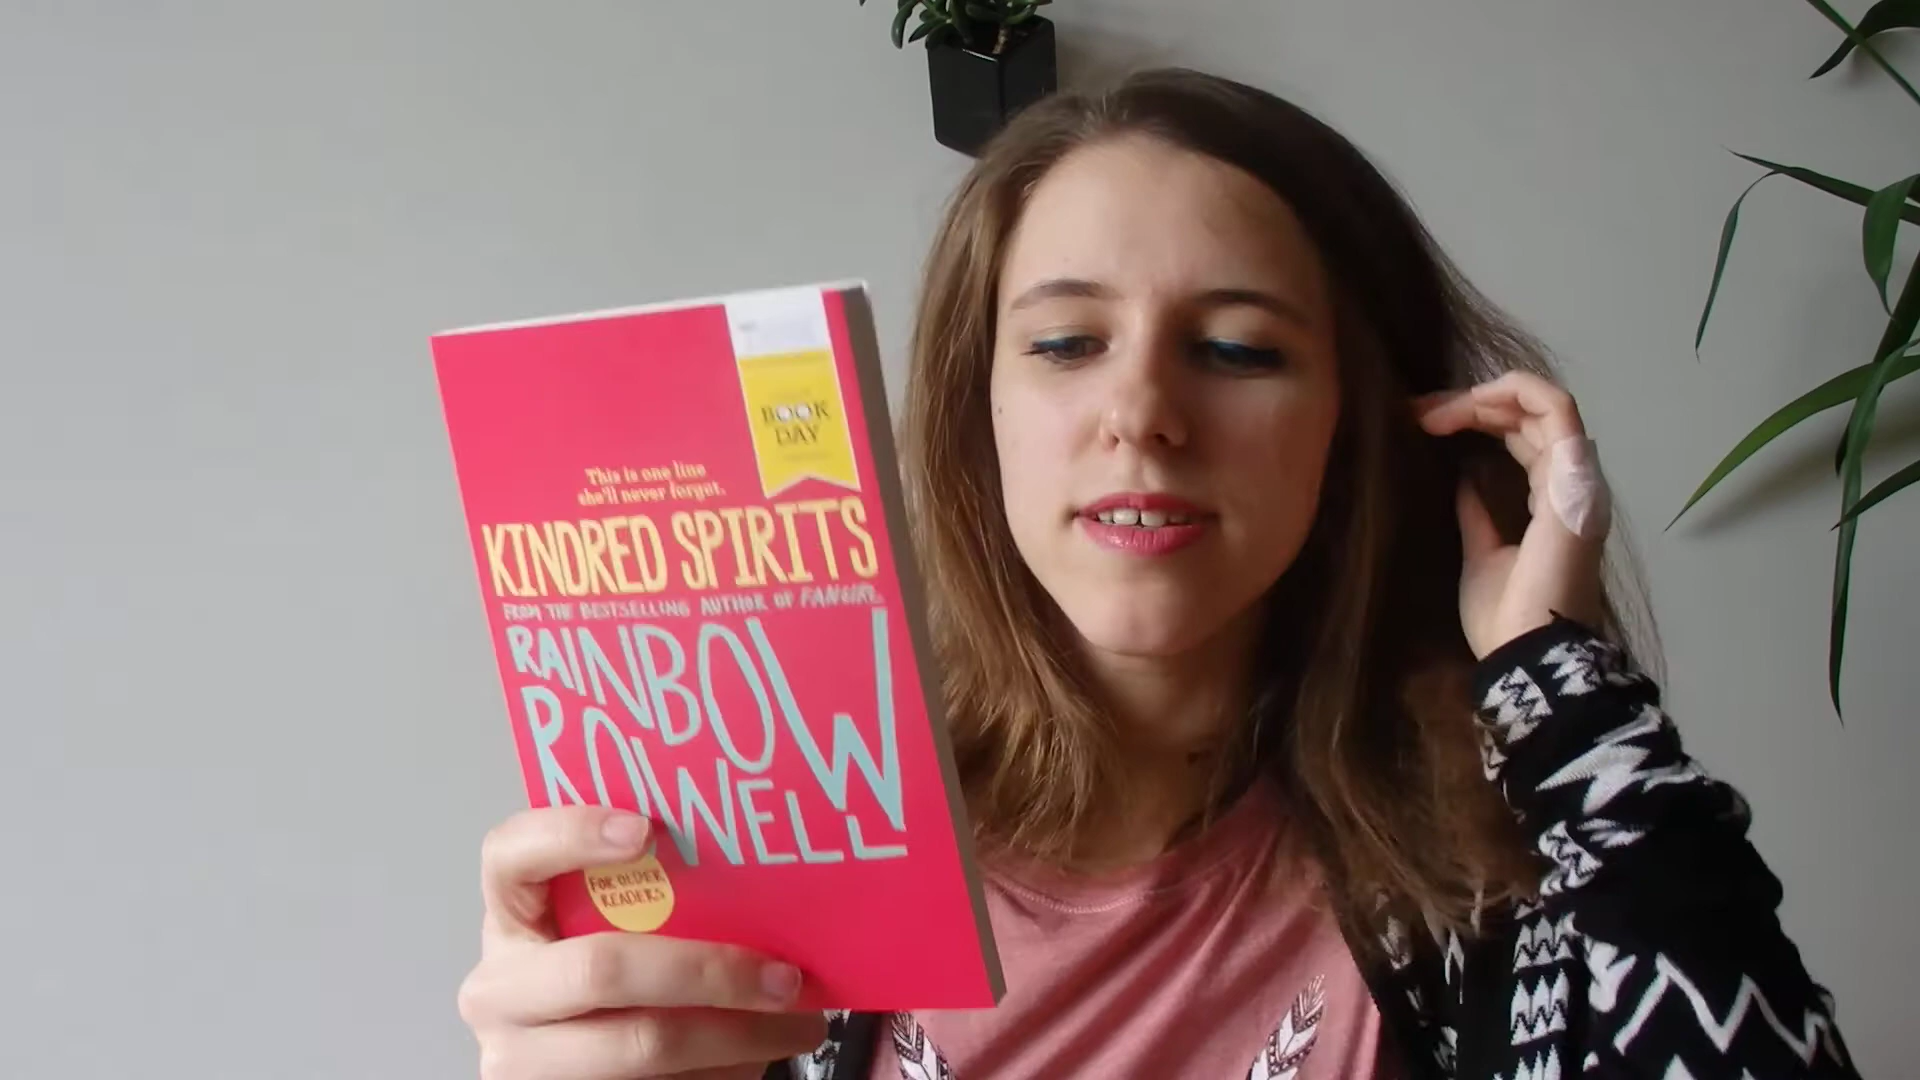 BOOK
DAY
This is one line
she'll never forget.
KINDRED SPIRITS
FROM THE BESTSELLING AUTHOR OF FANGIRL
RAINBOW
ROWELL
FOR OLDER
READERS